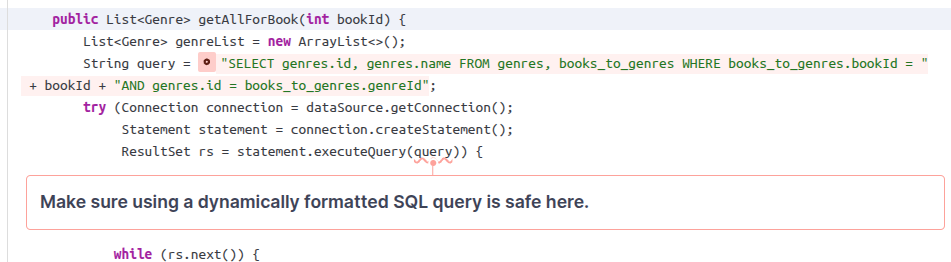 public List<Genre> getAllForBook(int bookId) {
List<Genre> genreList = new ArrayList<>();
String query = "SELECT genres.id, genres.name FROM genres, books_to_genres WHERE books_to_genres.bookId = "
+ bookId + "AND genres.id = books_to_genres.genreId";
try (Connection connection = dataSource.getConnection();
Statement statement = connection.createStatement();
ResultSet rs = statement.executeQuery(query)) {
Make sure using a dynamically formatted SQL query is safe here.
while (rs.next()) {